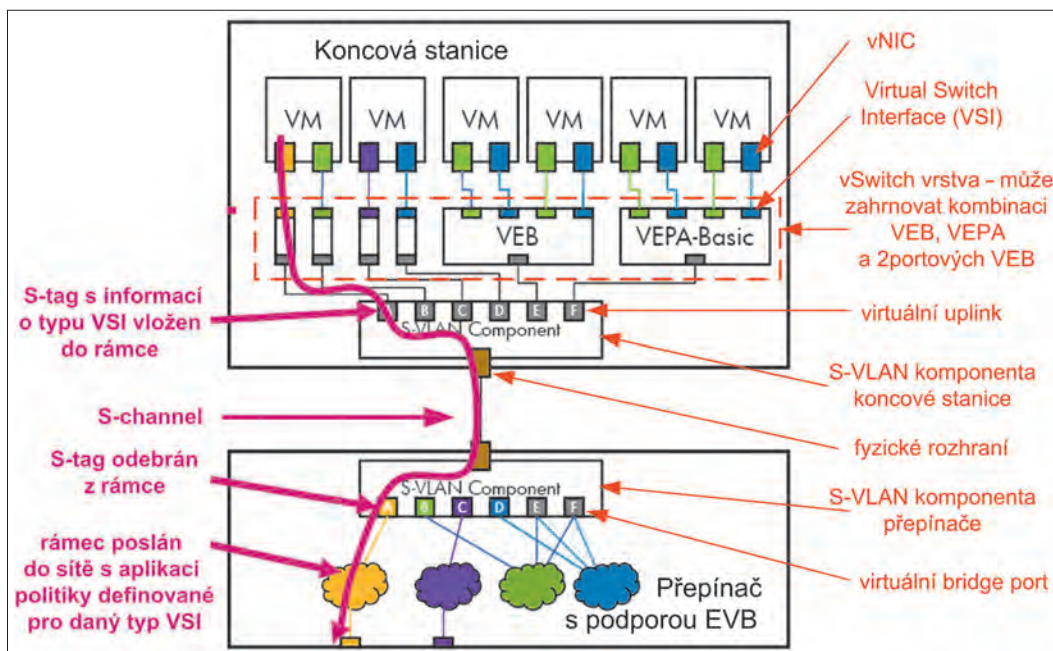 Koncová stanice
VM VM VM VM VM VM
VEB VEPA-Basic
B C D E F
S-VLAN Component
S-VLAN Component
A B C D E F
Přepínač
s podporou EVB
S-tag s informací
o typu VSI vložen
do rámce
S-channel
S-tag odebrán
z rámce
rámec poslán
do sítě s aplikací
politíky definované
pro daný typ VSI
vNIC
Virtual Switch
Interface (VSI)
vSwitch vrstva – může
zahrnovat kombinaci
VEB, VEPA
a 2portových VEB
virtuální uplink
S-VLAN komponenta
koncové stanice
fyzické rozhraní
S-VLAN komponenta
přepínače
virtuální bridge port